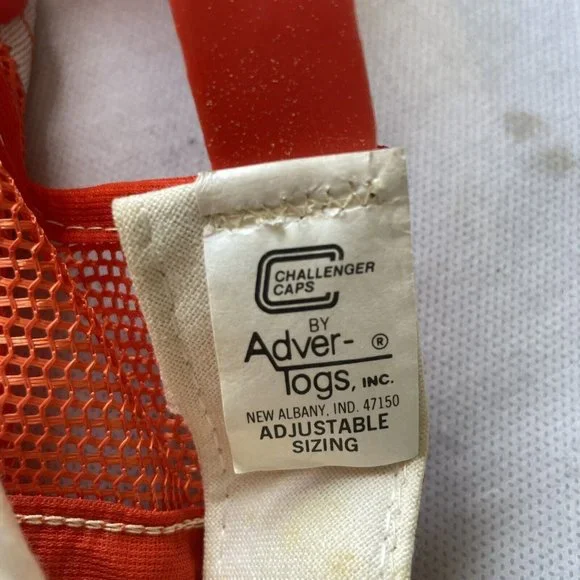 CHALLENGER
CAPS
BY
Adver- ®
Togs, INC.
NEW ALBANY, IND. 47150
ADJUSTABLE
SIZING